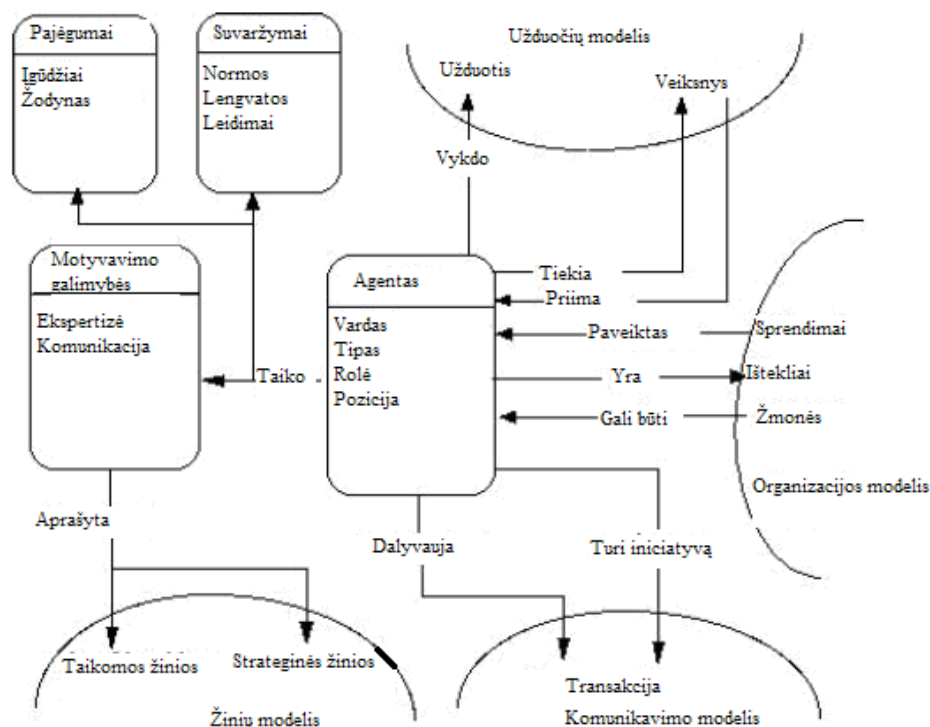 Pajėgumai
Įgūdžiai
Žodynas
Suvaržymai
Normos
Lengvatos
Leidimai
Užduočių modelis
Užduotis
Veiksnys
Vykdo
Motyvavimo
galimybės
Ekspertizė
Komunikacija
Agentas
Vardas
Tipas
Rolė
Pozicija
Taiko
Tiekia
Priima
Paveiktas
Sprendimai
Yra
Ištekliai
Gali būti
Žmonės
Organizacijos modelis
Aprašyta
Dalyvauja
Turi iniciatyvą
Taikomos žinios
Strateginės žinios
Žinių modelis
Transakcija
Komunikavimo modelis